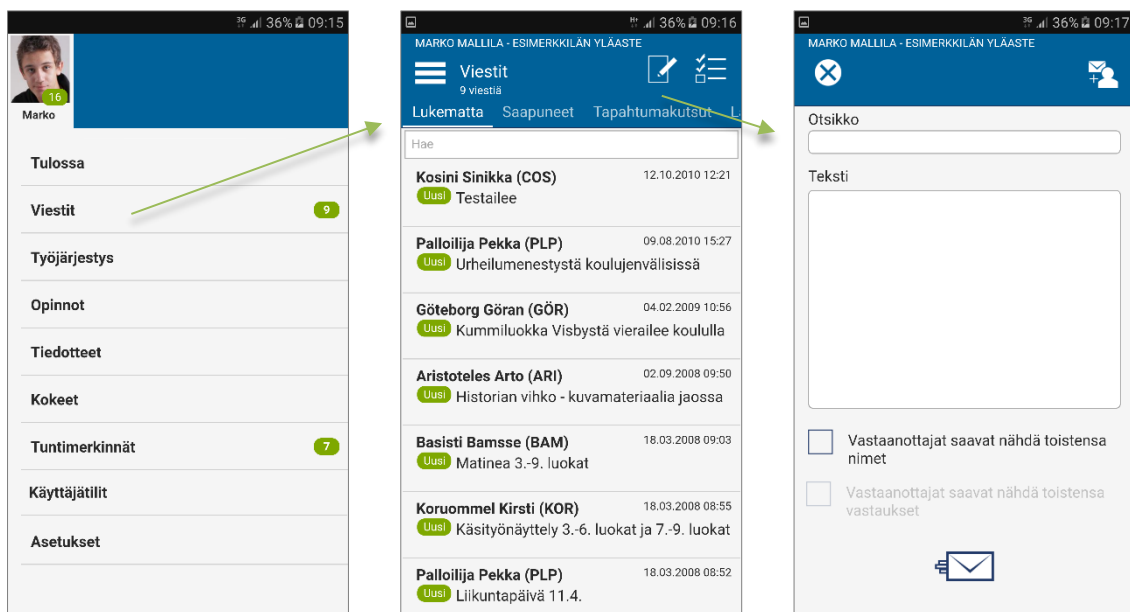 3G 36% 09:15
16
Marko
Tulossa
Viestit 9
Työjärjestys
Opinnot
Tiedotteet
Kokeet
Tuntimerkinnät 7
Käyttäjätilit
Asetukset
H+ 36% 09:16
MARKO MALLILA - ESIMERKKILÄN YLÄASTE
Viestit
9 viestiä
Lukematta Saapuneet Tapahtumakutsut L
Hae
Kosini Sinikka (COS) 12.10.2010 12:21
Uusi Testailee
Palloilija Pekka (PLP) 09.08.2010 15:27
Uusi Urheilumenestystä koulujenvälisissä
Göteborg Göran (GÖR) 04.02.2009 10:56
Uusi Kummiluokka Visbystä vierailee koululla
Aristoteles Arto (ARI) 02.09.2008 09:50
Uusi Historian vihko - kuvamateriaalia jaossa
Basisti Bamsse (BAM) 18.03.2008 09:03
Uusi Matinea 3.-9. luokat
Koruommel Kirsti (KOR) 18.03.2008 08:55
Uusi Käsityönäyttely 3.-6. luokat ja 7.-9. luokat
Palloilija Pekka (PLP) 18.03.2008 08:52
Uusi Liikuntapäivä 11.4.
3G 36% 09:17
MARKO MALLILA - ESIMERKKILÄN YLÄASTE
Otsikko
Teksti
Vastaanottajat saavat nähdä toistensa
nimet
Vastaanottajat saavat nähdä toistensa
vastaukset